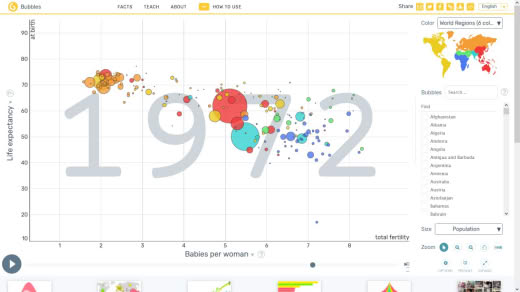 Bubbles
FACTS
TEACH
ABOUT
HOW TO USE
Share
English
Color
World Regions (6 col...
at birth
Life expectancy
90
80
70
60
50
40
30
20
10
1972
1
2
3
4
5
6
7
8
total fertility
Babies per woman
Bubbles
Search...
Find
Afghanistan
Albania
Algeria
Andorra
Angola
Antigua and Barbuda
Argentina
Armenia
Australia
Austria
Azerbaijan
Bahamas
Bahrain
Size
Population
Zoom
100%
OPTIONS
PRESENT
EXPAND